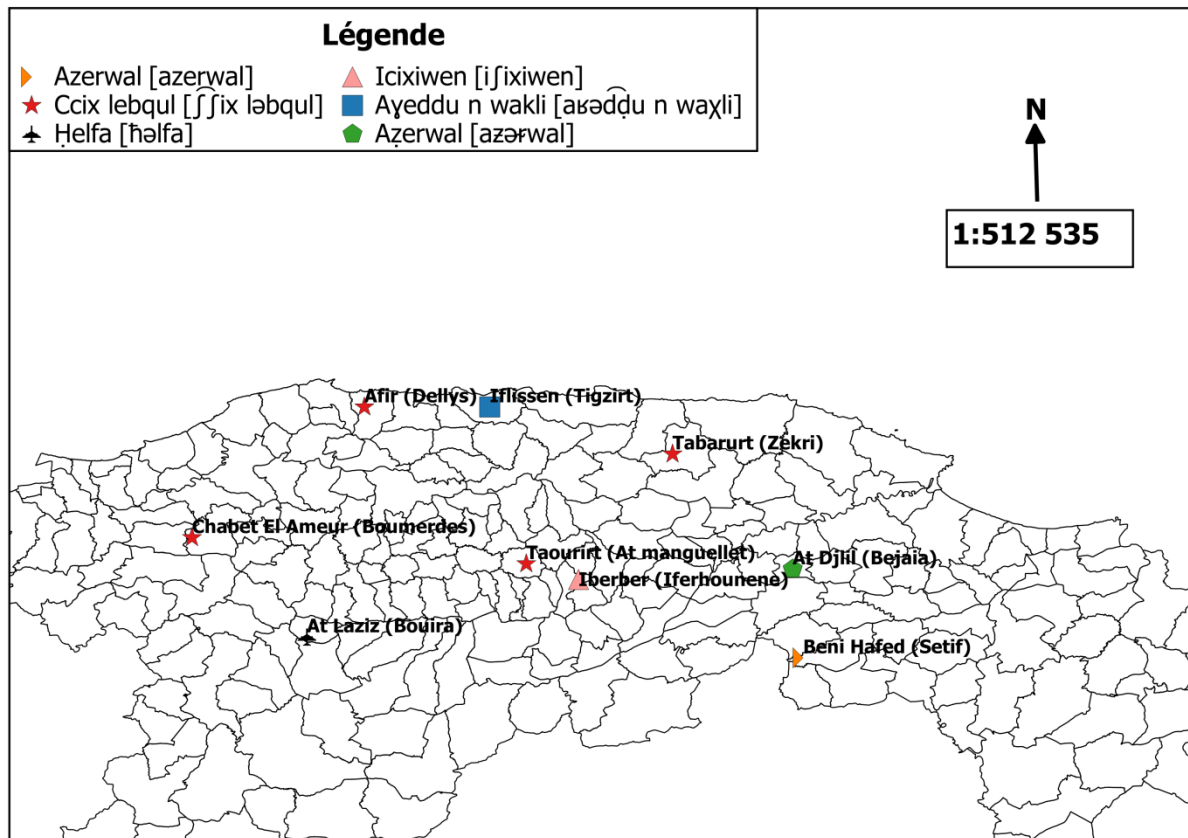 Légende
Azerwal [azerwal]
Icixiwen [iʃixiwen]
Ccix lebqul [ʃ͡ʃix ləbqul]
Aɣeddu n wakli [aʁəd͡ḍu n waχli]
Ḥelfa [ħəlfa]
Aẓerwal [aƶəɍwal]
N
1:512 535
Afir (Dellys)
Iflissen (Tigzirt)
Tabarurt (Zekri)
Chabet El Ameur (Boumerdes)
Taourirt (At manguellet)
At Djlil (Bejaia)
Iberber (Iferhounene)
At Laziz (Bouira)
Beni Hafed (Setif)